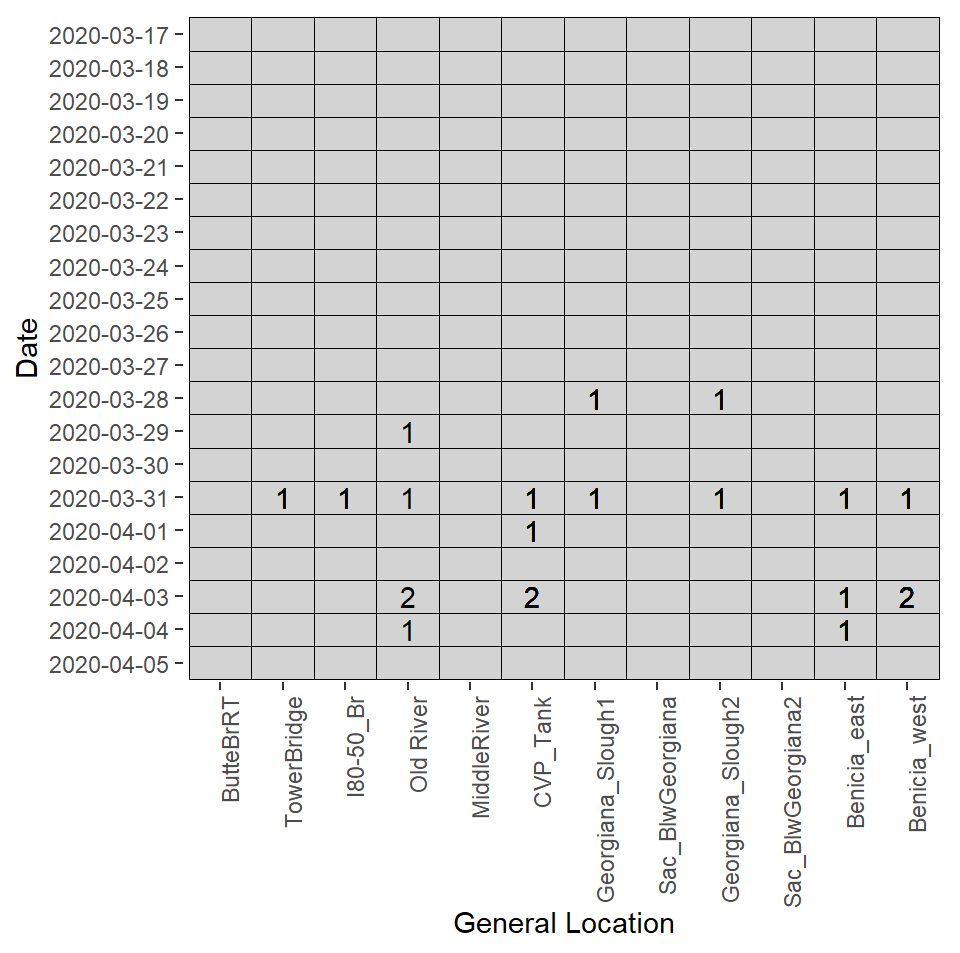 2020-03-17
2020-03-18
2020-03-19
2020-03-20
2020-03-21
2020-03-22
2020-03-23
2020-03-24
2020-03-25
2020-03-26
2020-03-27
2020-03-28 1 1
2020-03-29 1
2020-03-30
2020-03-31 1 1 1 1 1 1 1 1
2020-04-01 1
2020-04-02
2020-04-03 2 2 1 2
2020-04-04 1 1
2020-04-05
Date
ButteBrRT
TowerBridge
I80-50_Br
Old River
MiddleRiver
CVP_Tank
Georgiana_Slough1
Sac_BlwGeorgiana
Georgiana_Slough2
Sac_BlwGeorgiana2
Benicia_east
Benicia_west
General Location